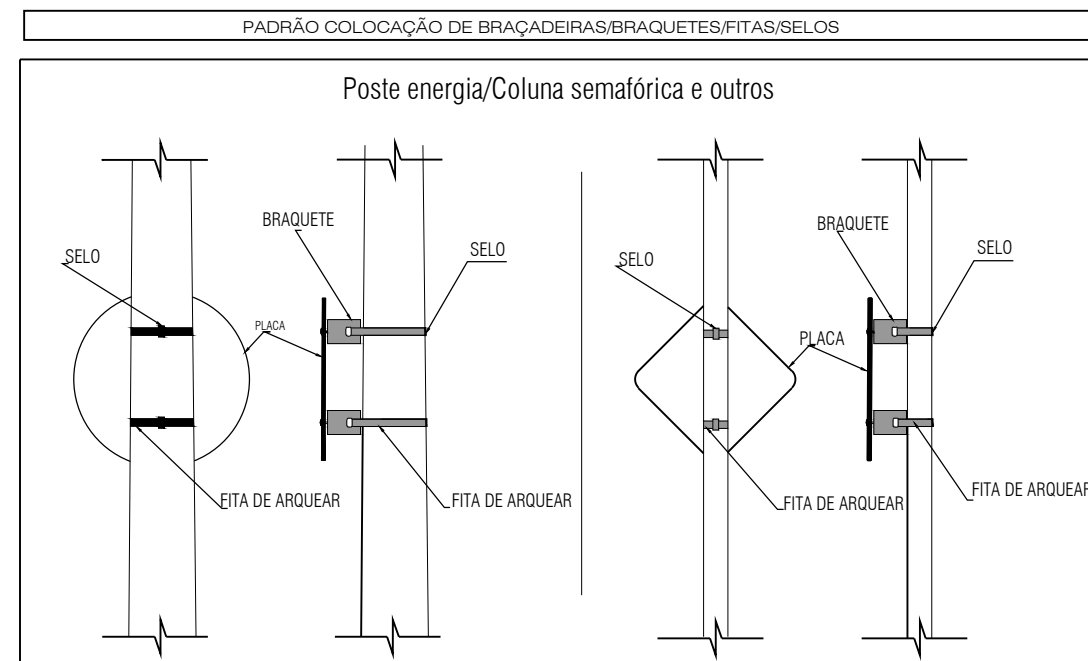 PADRÃO COLOCAÇÃO DE BRAÇADEIRAS/BRAQUETES/FITAS/SELOS
Poste energia/Coluna semafórica e outros
SELO
BRAQUETE
SELO
PLACA
FITA DE ARQUEAR
FITA DE ARQUEAR
SELO
BRAQUETE
SELO
PLACA
FITA DE ARQUEAR
FITA DE ARQUEAR